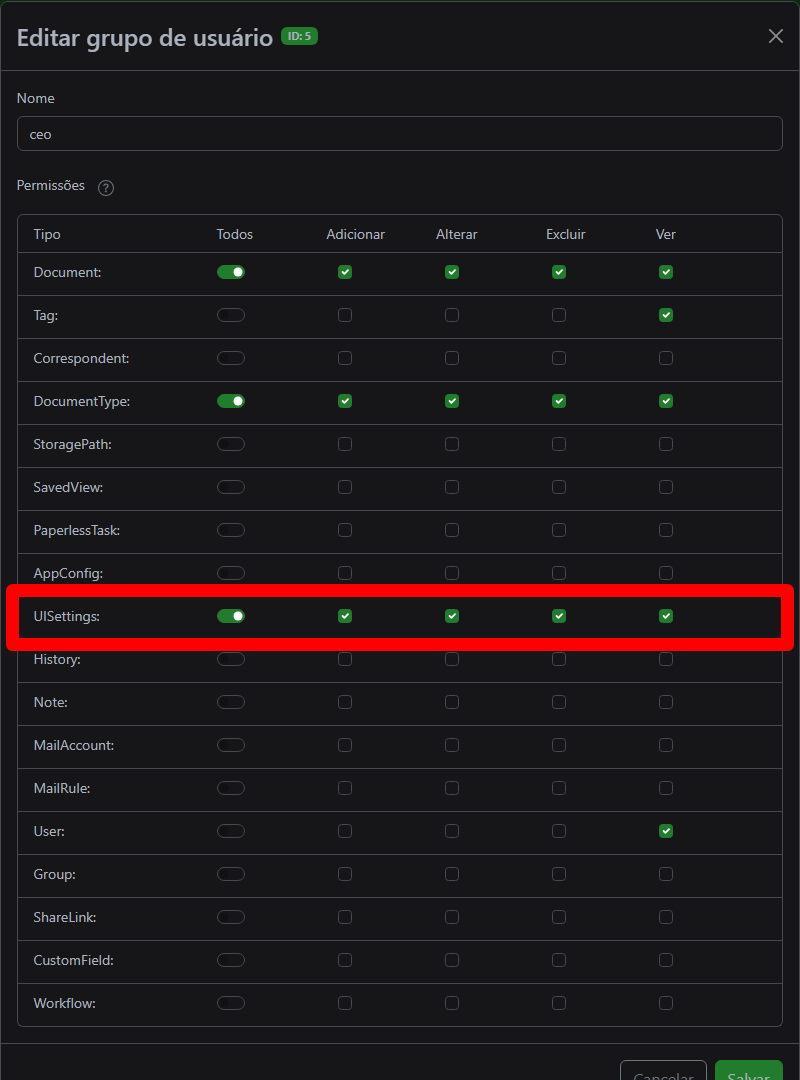 Editar grupo de usuário ID: 5
Nome
ceo
Permissões ?
Tipo Todos Adicionar Alterar Excluir Ver
Document:
Tag:
Correspondent:
DocumentType:
StoragePath:
SavedView:
PaperlessTask:
AppConfig:
UISettings:
History:
Note:
MailAccount:
MailRule:
User:
Group:
ShareLink:
CustomField:
Workflow:
Cancelar Salvar